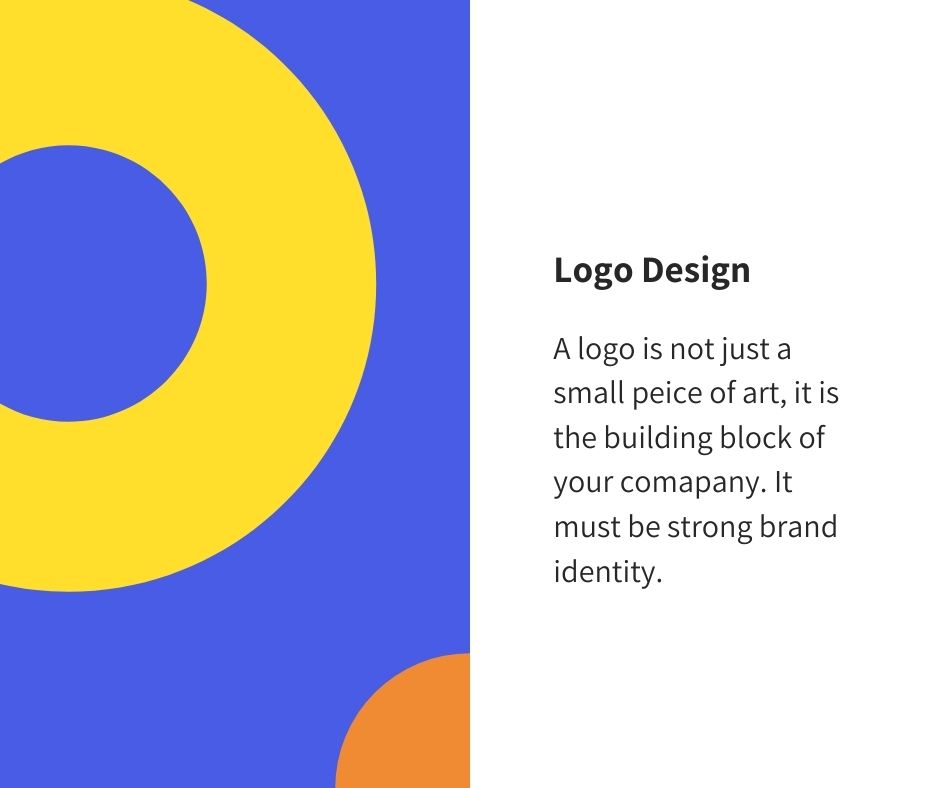 Logo Design
A logo is not just a
small peice of art, it is
the building block of
your comapany. It
must be strong brand
identity.